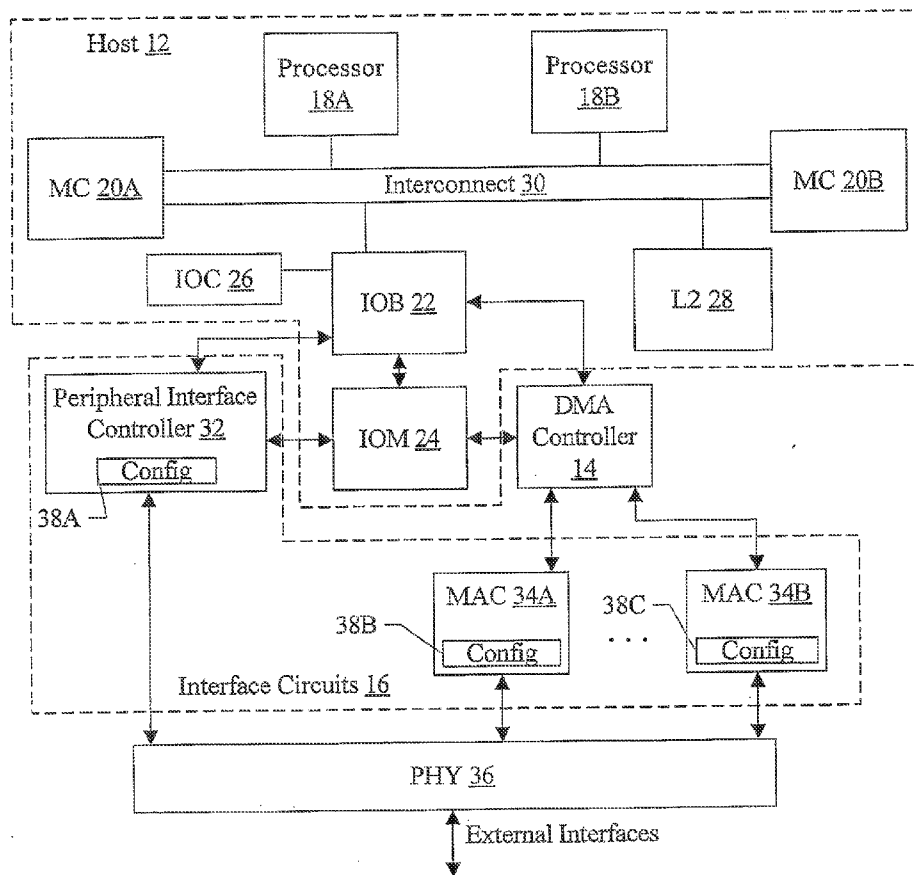 Host 12
Processor
18A
Processor
18B
MC 20A
Interconnect 30
MC 20B
IOC 26
IOB 22
L2 28
Peripheral Interface
Controller 32
Config
38A
IOM 24
DMA
Controller
14
MAC 34A
38B
Config
. . .
MAC 34B
38C
Config
Interface Circuits 16
PHY 36
External Interfaces